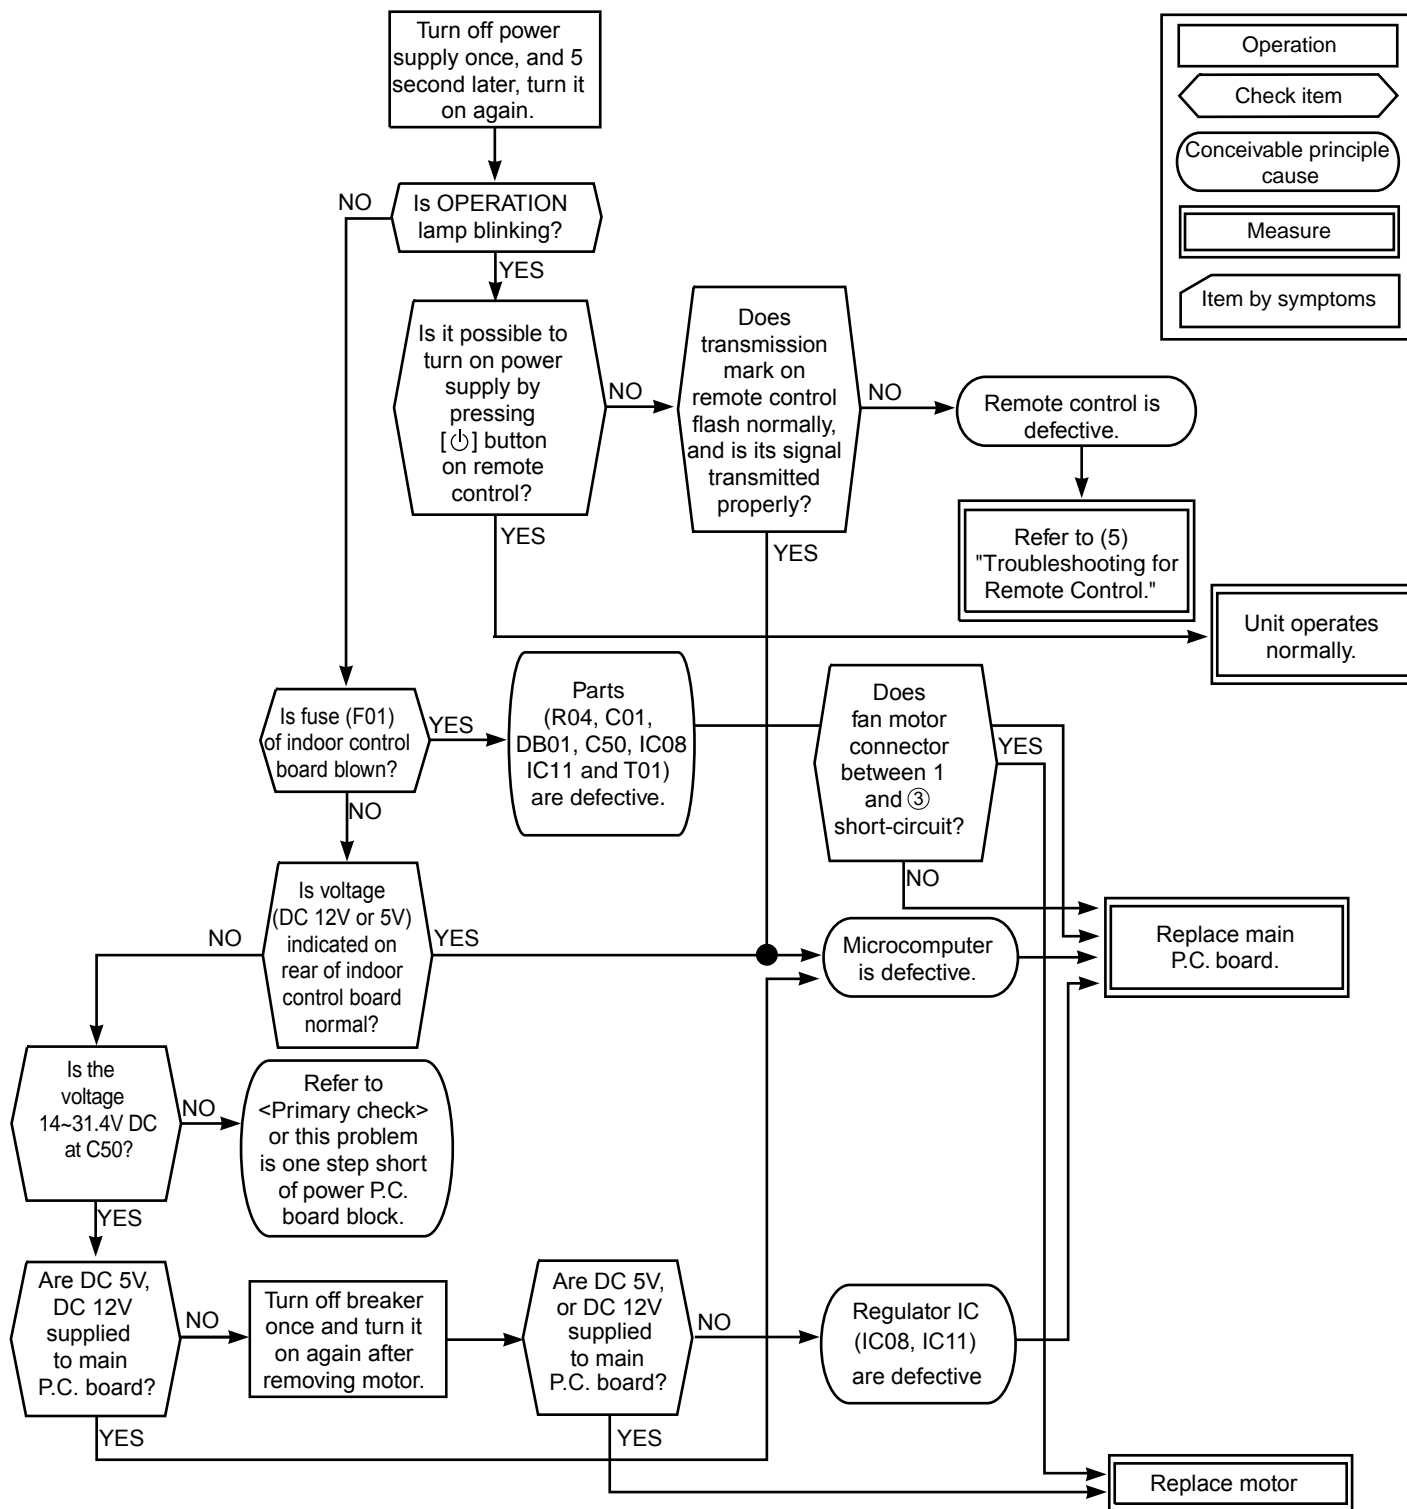 Turn off power
supply once, and 5
second later, turn it
on again.
Operation
Check item
Conceivable principle
cause
Measure
Item by symptoms
NO
Is OPERATION
lamp blinking?
YES
Is it possible to
turn on power
supply by
pressing
[⏻] button
on remote
control?
NO
Does
transmission
mark on
remote control
flash normally,
and is its signal
transmitted
properly?
NO
Remote control is
defective.
YES
YES
Refer to (5)
"Troubleshooting for
Remote Control."
Unit operates
normally.
Is fuse (F01)
of indoor control
board blown?
YES
Parts
(R04, C01,
DB01, C50, IC08
IC11 and T01)
are defective.
Does
fan motor
connector
between 1
and ③
short-circuit?
YES
NO
NO
Is voltage
(DC 12V or 5V)
indicated on
rear of indoor
control board
normal?
NO
YES
Microcomputer
is defective.
Replace main
P.C. board.
Is the
voltage
14~31.4V DC
at C50?
NO
Refer to
<Primary check>
or this problem
is one step short
of power P.C.
board block.
YES
Are DC 5V,
DC 12V
supplied
to main
P.C. board?
NO
Turn off breaker
once and turn it
on again after
removing motor.
Are DC 5V,
or DC 12V
supplied
to main
P.C. board?
NO
Regulator IC
(IC08, IC11)
are defective
YES
YES
Replace motor